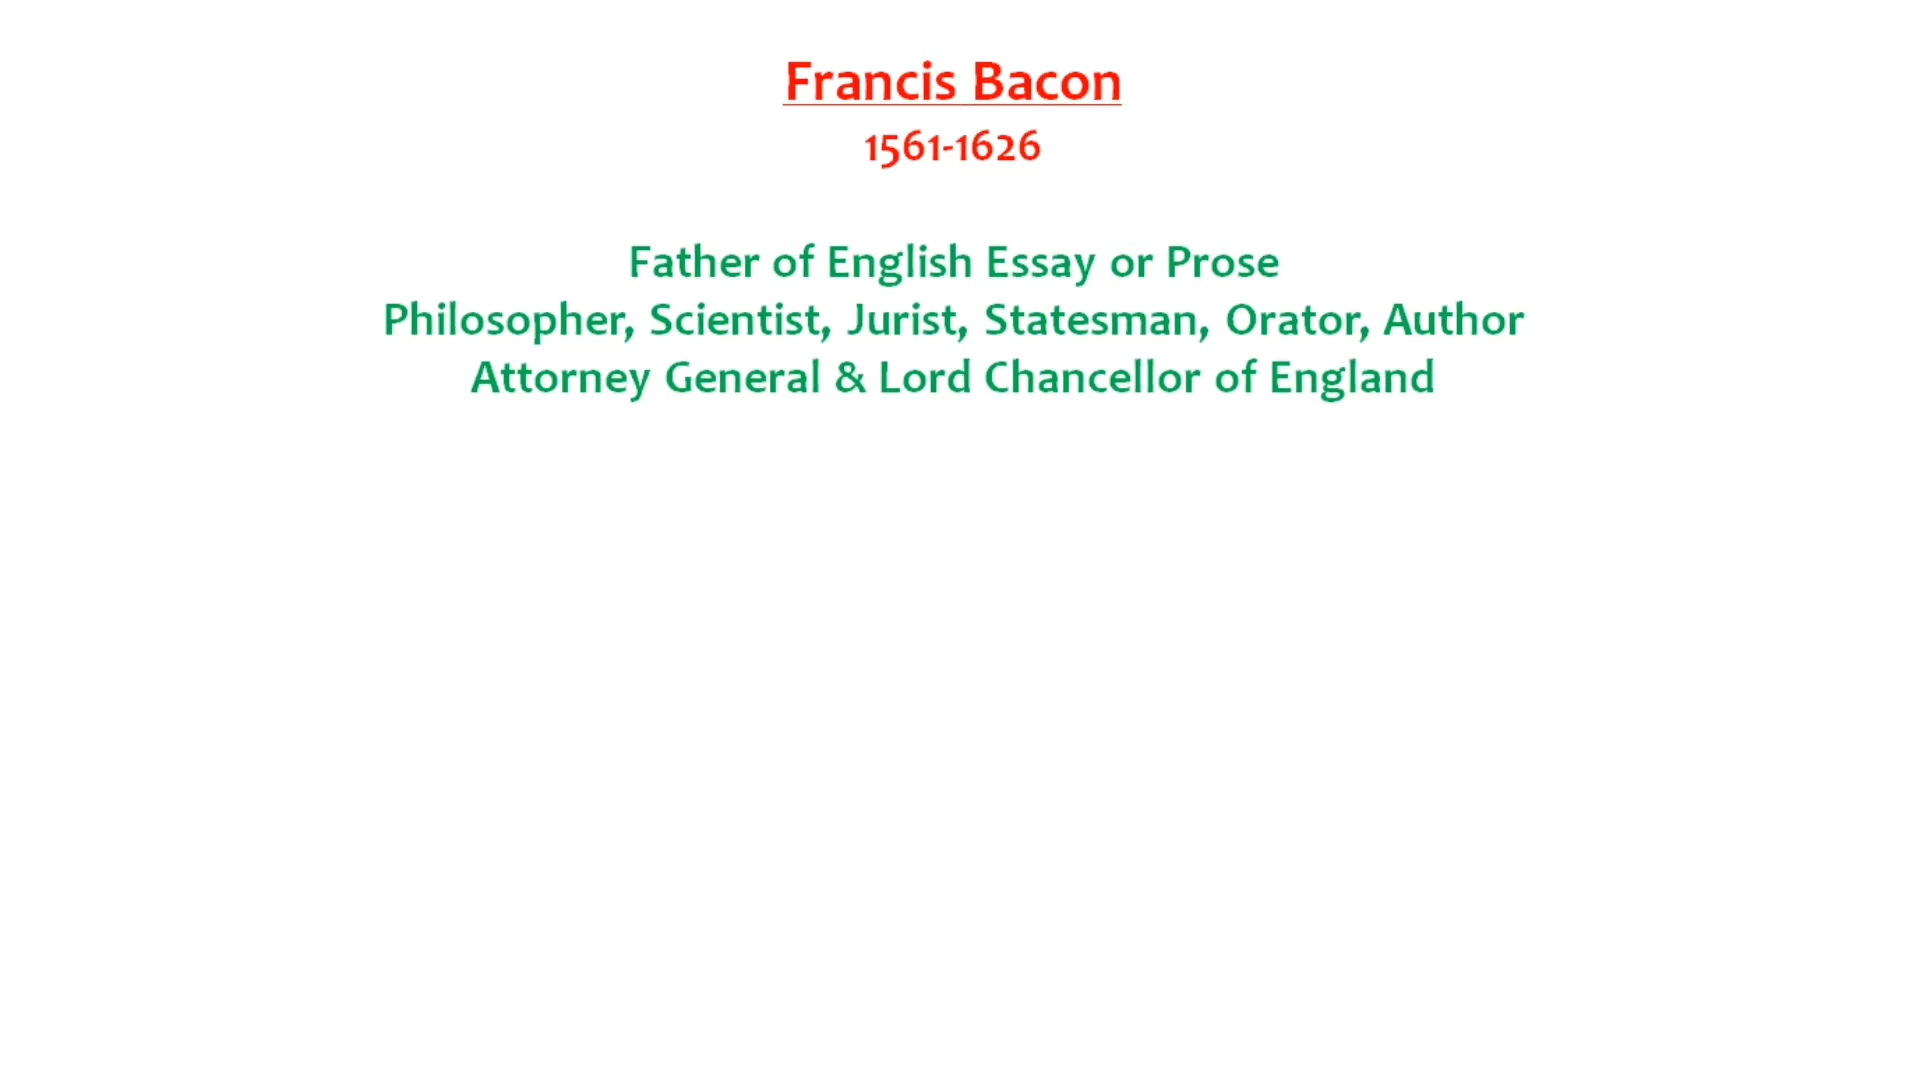 Francis Bacon
1561-1626
Father of English Essay or Prose
Philosopher, Scientist, Jurist, Statesman, Orator, Author
Attorney General & Lord Chancellor of England